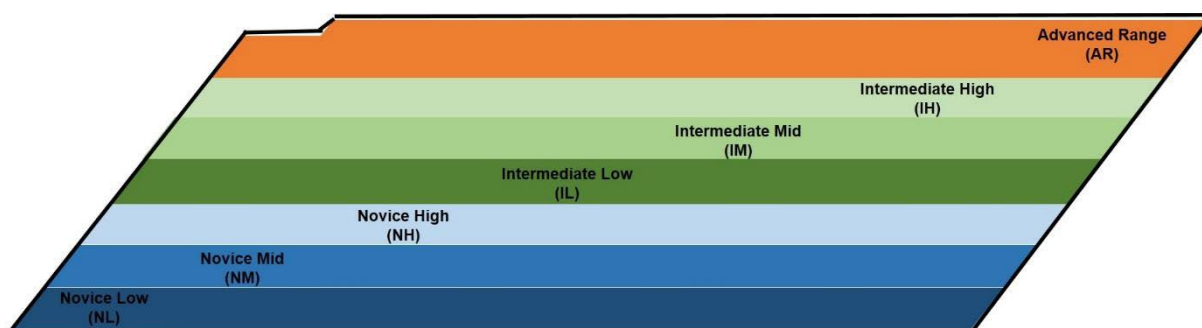 Advanced Range
(AR)
Intermediate High
(IH)
Intermediate Mid
(IM)
Intermediate Low
(IL)
Novice High
(NH)
Novice Mid
(NM)
Novice Low
(NL)